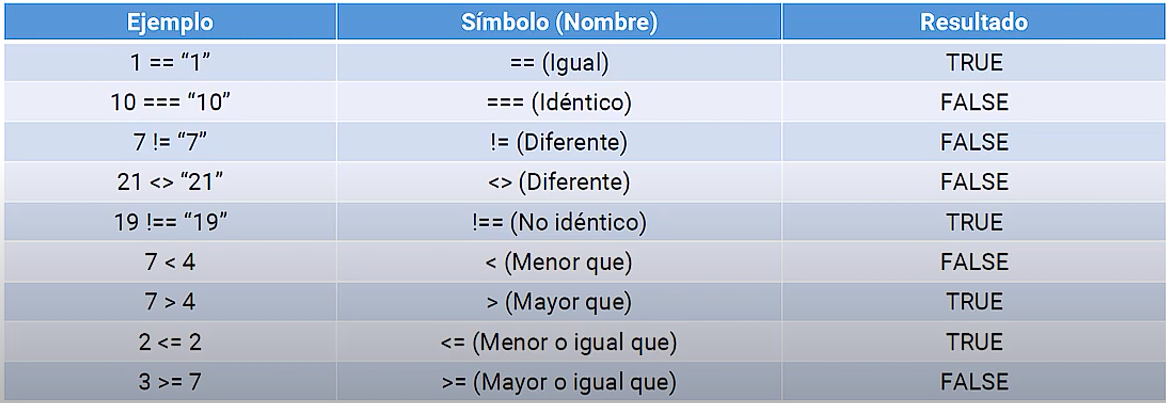 Ejemplo Símbolo (Nombre) Resultado
1 == “1” == (Igual) TRUE
10 === “10” === (Idéntico) FALSE
7 != “7” != (Diferente) FALSE
21 <> “21” <> (Diferente) FALSE
19 !== “19” !== (No idéntico) TRUE
7 < 4 < (Menor que) FALSE
7 > 4 > (Mayor que) TRUE
2 <= 2 <= (Menor o igual que) TRUE
3 >= 7 >= (Mayor o igual que) FALSE